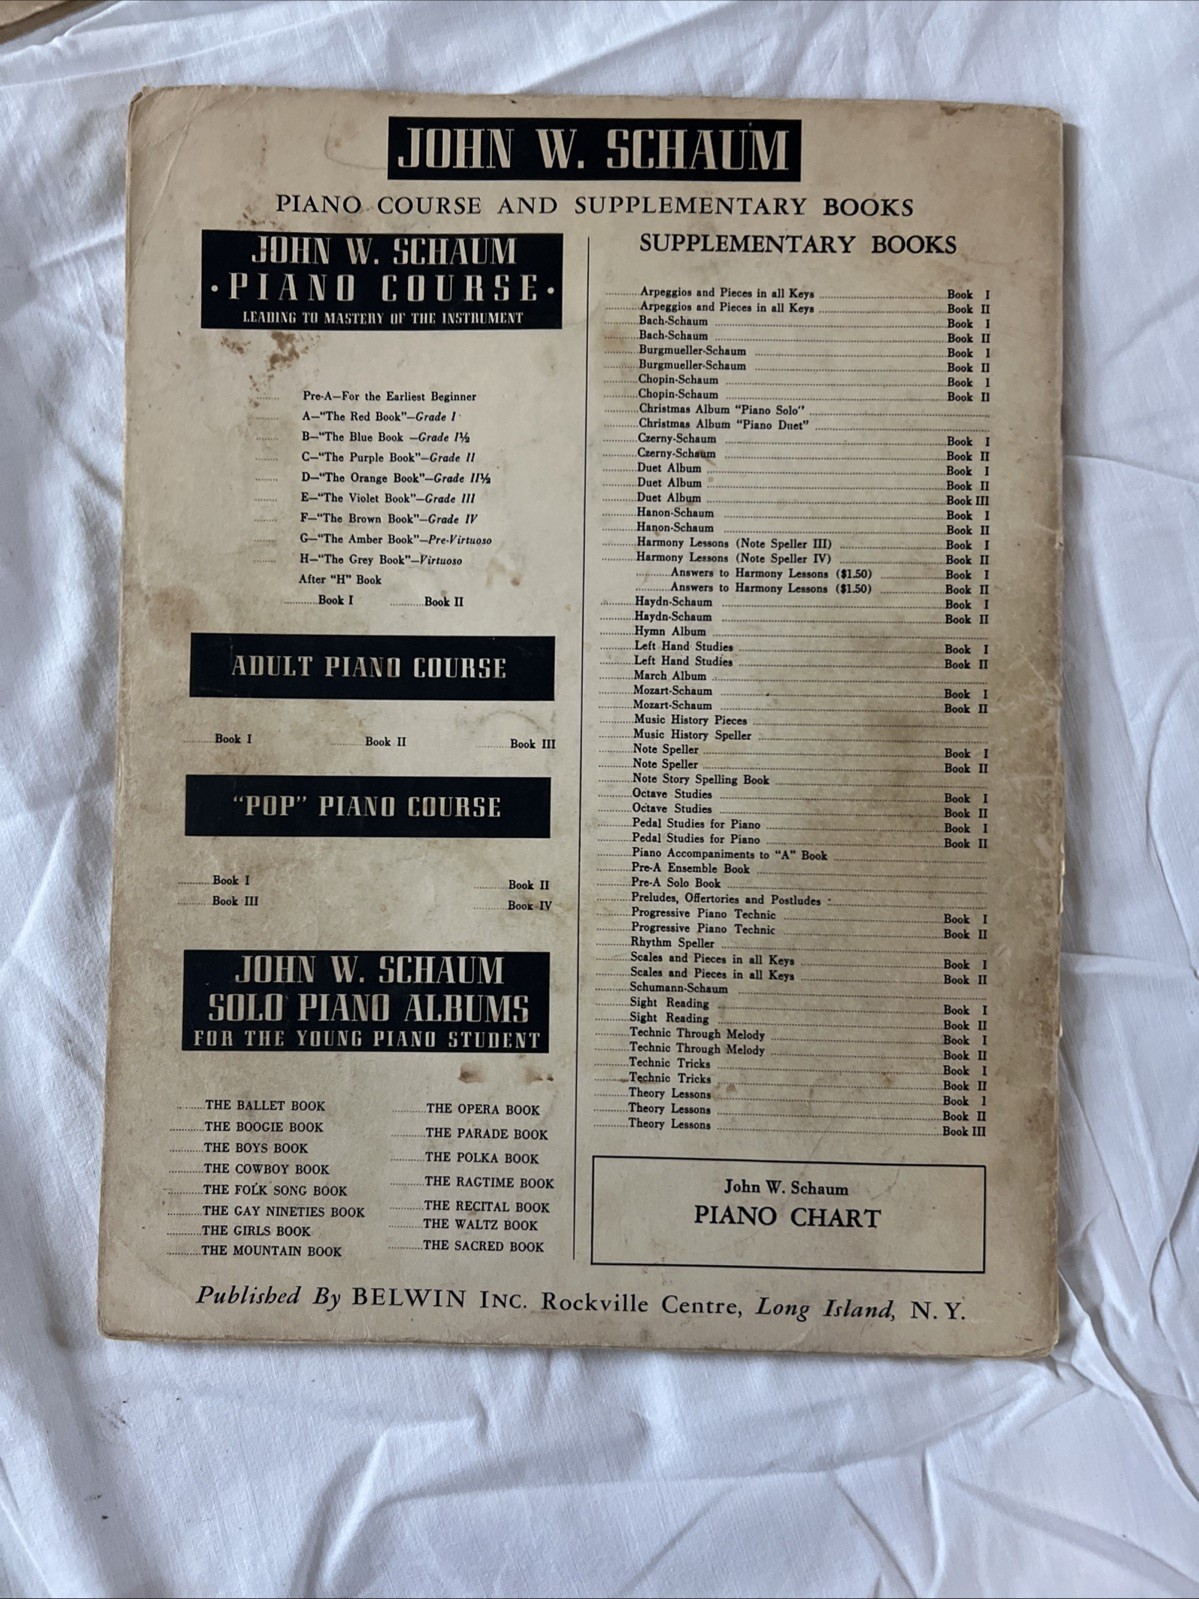 JOHN W. SCHAUM
PIANO COURSE AND SUPPLEMENTARY BOOKS
JOHN W. SCHAUM
·PIANO COURSE·
LEADING TO MASTERY OF THE INSTRUMENT
Pre-A—For the Earliest Beginner
A—"The Red Book"—Grade I
B—"The Blue Book —Grade I½
C—"The Purple Book"—Grade II
D—"The Orange Book"—Grade II½
E—"The Violet Book"—Grade III
F—"The Brown Book"—Grade IV
G—"The Amber Book"—Pre-Virtuoso
H—"The Grey Book"—Virtuoso
After "H" Book
Book I Book II
ADULT PIANO COURSE
Book I Book II Book III
"POP" PIANO COURSE
Book I Book II
Book III Book IV
JOHN W. SCHAUM
SOLO PIANO ALBUMS
FOR THE YOUNG PIANO STUDENT
THE BALLET BOOK
THE BOOGIE BOOK
THE BOYS BOOK
THE COWBOY BOOK
THE FOLK SONG BOOK
THE GAY NINETIES BOOK
THE GIRLS BOOK
THE MOUNTAIN BOOK
THE OPERA BOOK
THE PARADE BOOK
THE POLKA BOOK
THE RAGTIME BOOK
THE RECITAL BOOK
THE WALTZ BOOK
THE SACRED BOOK
SUPPLEMENTARY BOOKS
Arpeggios and Pieces in all Keys Book I
Arpeggios and Pieces in all Keys Book II
Bach-Schaum Book I
Bach-Schaum Book II
Burgmueller-Schaum Book I
Burgmueller-Schaum Book II
Chopin-Schaum Book I
Chopin-Schaum Book II
Christmas Album "Piano Solo"
Christmas Album "Piano Duet"
Czerny-Schaum Book I
Czerny-Schaum Book II
Duet Album Book I
Duet Album Book II
Duet Album Book III
Hanon-Schaum Book I
Hanon-Schaum Book II
Harmony Lessons (Note Speller III) Book I
Harmony Lessons (Note Speller IV) Book II
Answers to Harmony Lessons ($1.50) Book I
Answers to Harmony Lessons ($1.50) Book II
Haydn-Schaum Book I
Haydn-Schaum Book II
Hymn Album
Left Hand Studies Book I
Left Hand Studies Book II
March Album
Mozart-Schaum Book I
Mozart-Schaum Book II
Music History Pieces
Music History Speller
Note Speller Book I
Note Speller Book II
Note Story Spelling Book
Octave Studies Book I
Octave Studies Book II
Pedal Studies for Piano Book I
Pedal Studies for Piano Book II
Piano Accompaniments to "A" Book
Pre-A Ensemble Book
Pre-A Solo Book
Preludes, Offertories and Postludes
Progressive Piano Technic Book I
Progressive Piano Technic Book II
Rhythm Speller
Scales and Pieces in all Keys Book I
Scales and Pieces in all Keys Book II
Schumann-Schaum
Sight Reading Book I
Sight Reading Book II
Technic Through Melody Book I
Technic Through Melody Book II
Technic Tricks Book I
Technic Tricks Book II
Theory Lessons Book I
Theory Lessons Book II
Theory Lessons Book III
John W. Schaum
PIANO CHART
Published By BELWIN INC. Rockville Centre, Long Island, N. Y.